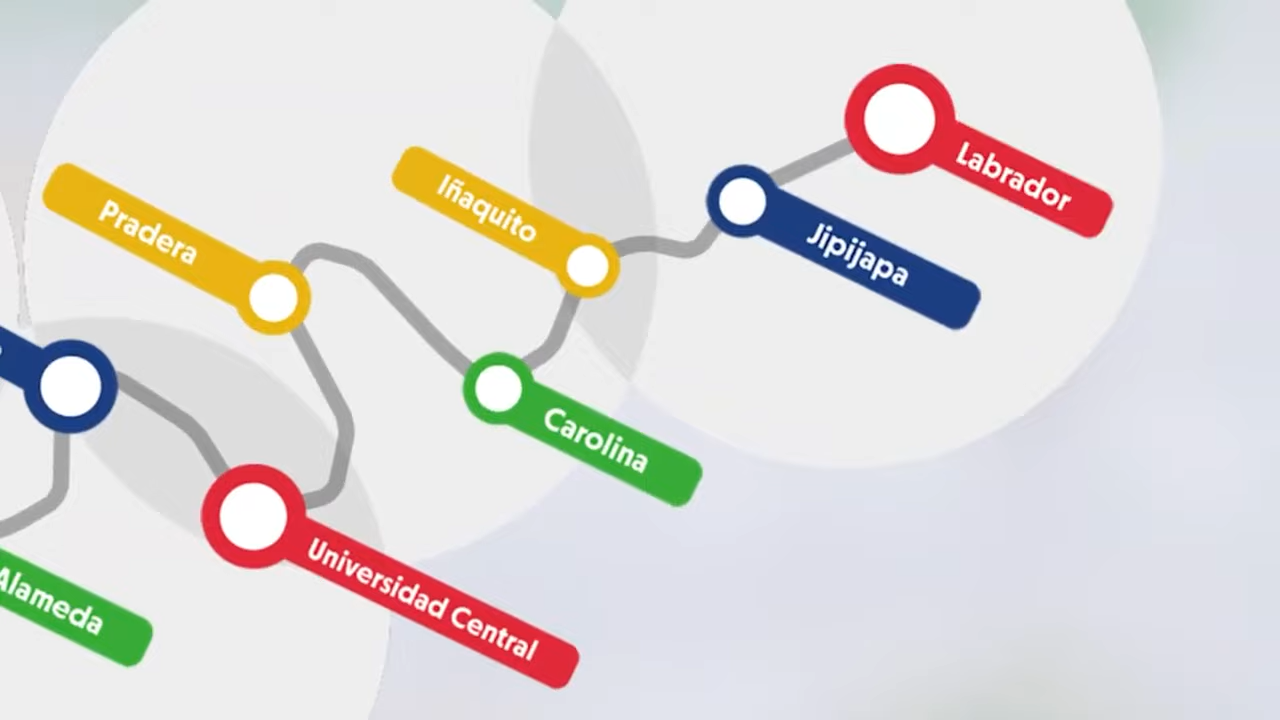 Labrador
Jipijapa
Iñaquito
Carolina
Pradera
Universidad Central
Alameda